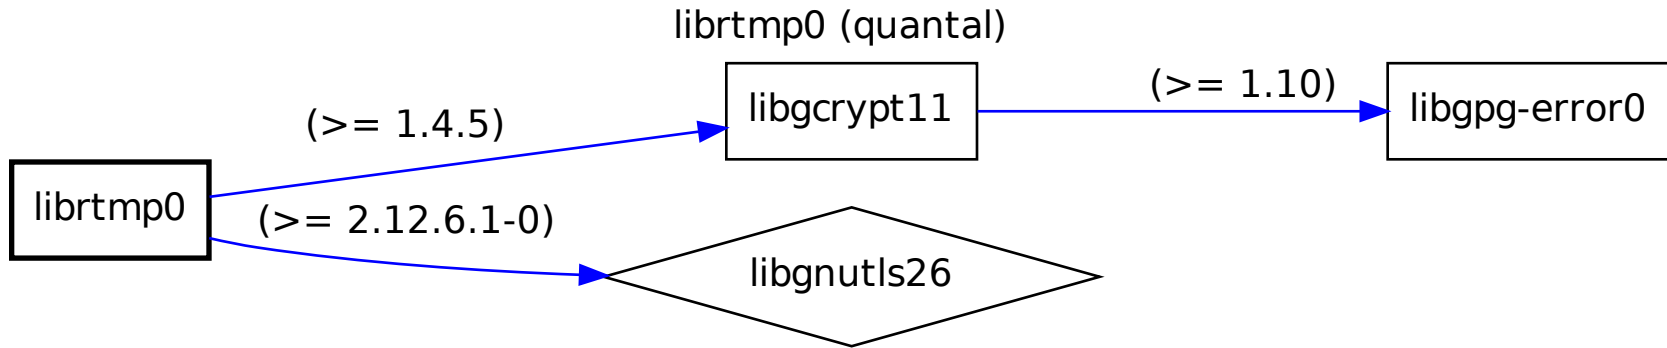 librtmp0 (quantal)
librtmp0
(>= 1.4.5)
libgcrypt11
(>= 1.10)
libgpg-error0
(>= 2.12.6.1-0)
libgnutls26